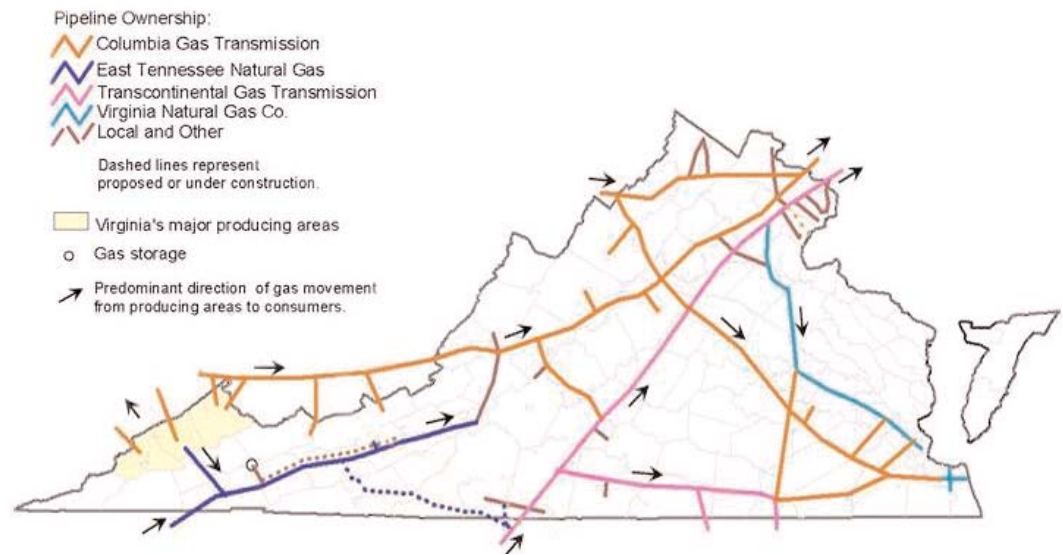 Pipeline Ownership:
Columbia Gas Transmission
East Tennessee Natural Gas
Transcontinental Gas Transmission
Virginia Natural Gas Co.
Local and Other
Dashed lines represent
proposed or under construction.
Virginia's major producing areas
Gas storage
Predominant direction of gas movement
from producing areas to consumers.